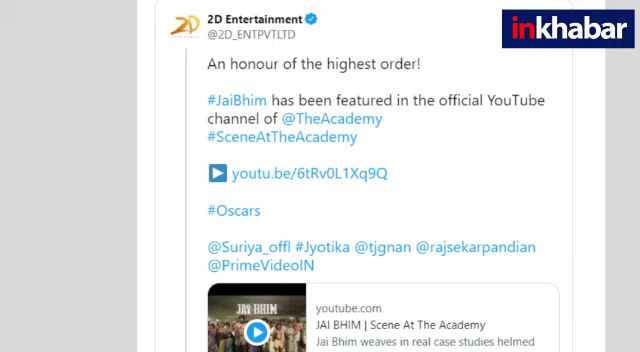 2D Entertainment
@2D_ENTPVTLTD
inkhabar
An honour of the highest order!
#JaiBhim has been featured in the official YouTube
channel of @TheAcademy
#SceneAtTheAcademy
youtu.be/6tRv0L1Xq9Q
#Oscars
@Suriya_offl #Jyotika @tjgnan @rajsekarpandian
@PrimeVideoIN
JAI BHIM
youtube.com
JAI BHIM | Scene At The Academy
Jai Bhim weaves in real case studies helmed